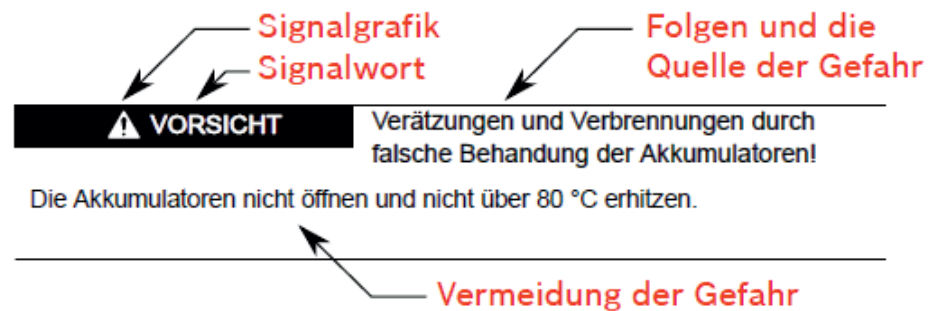 Signalgrafik
Signalwort
Folgen und die
Quelle der Gefahr
VORSICHT
Verätzungen und Verbrennungen durch
falsche Behandung der Akkumulatoren!
Die Akkumulatoren nicht öffnen und nicht über 80 °C erhitzen.
Vermeidung der Gefahr